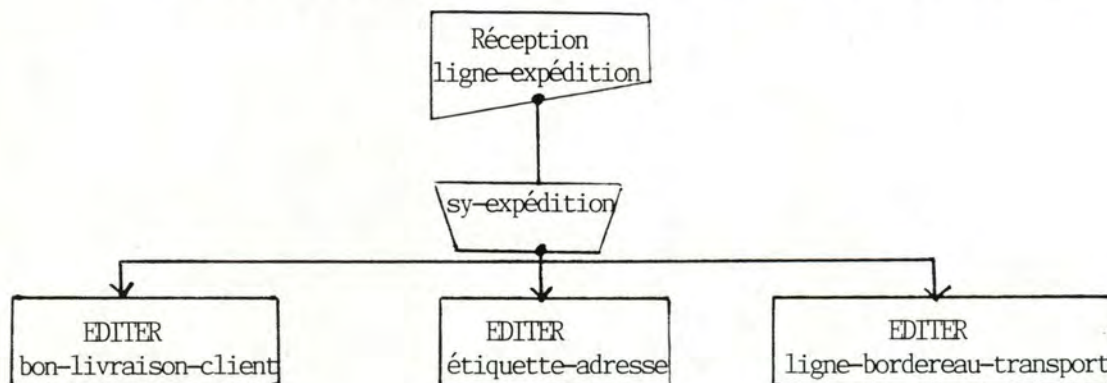 Réception
ligne-expédition
sy-expédition
EDITER
bon-livraison-client
EDITER
étiquette-adresse
EDITER
ligne-bordereau-transport